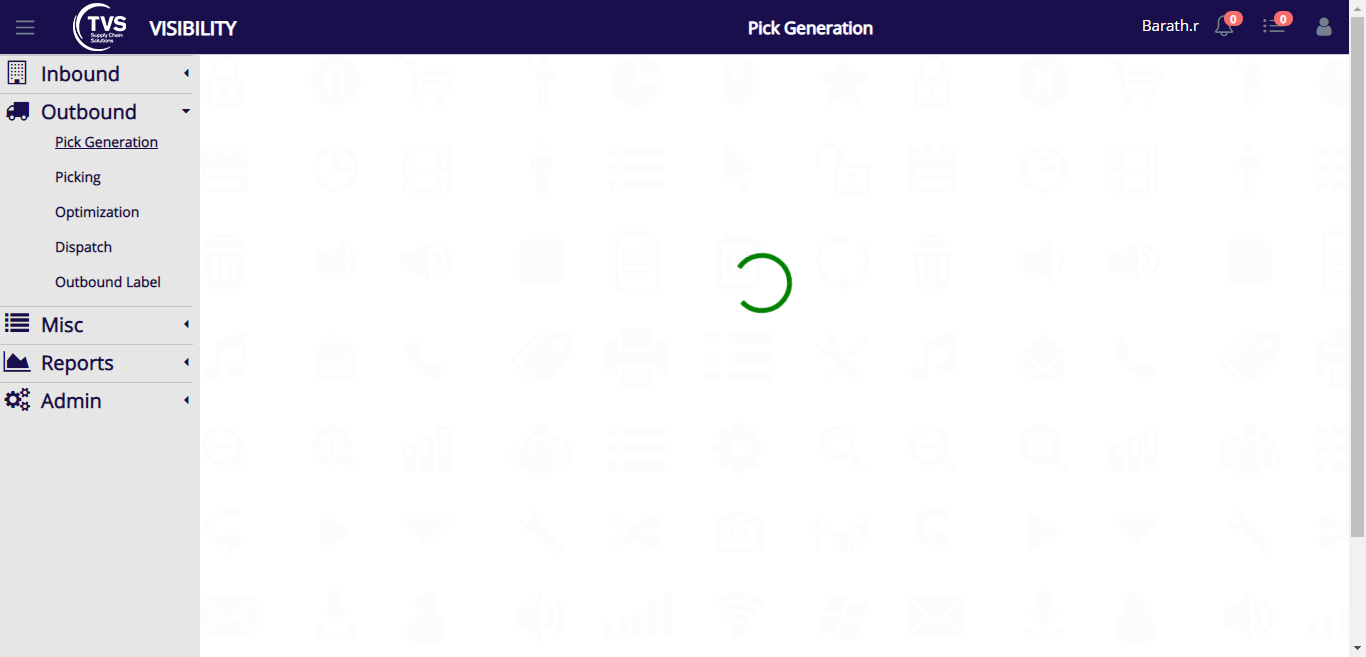 TVS
Supply Chain
Solutions
VISIBILITY
Pick Generation
Barath.r
0
0
Inbound
Outbound
Pick Generation
Picking
Optimization
Dispatch
Outbound Label
Misc
Reports
Admin